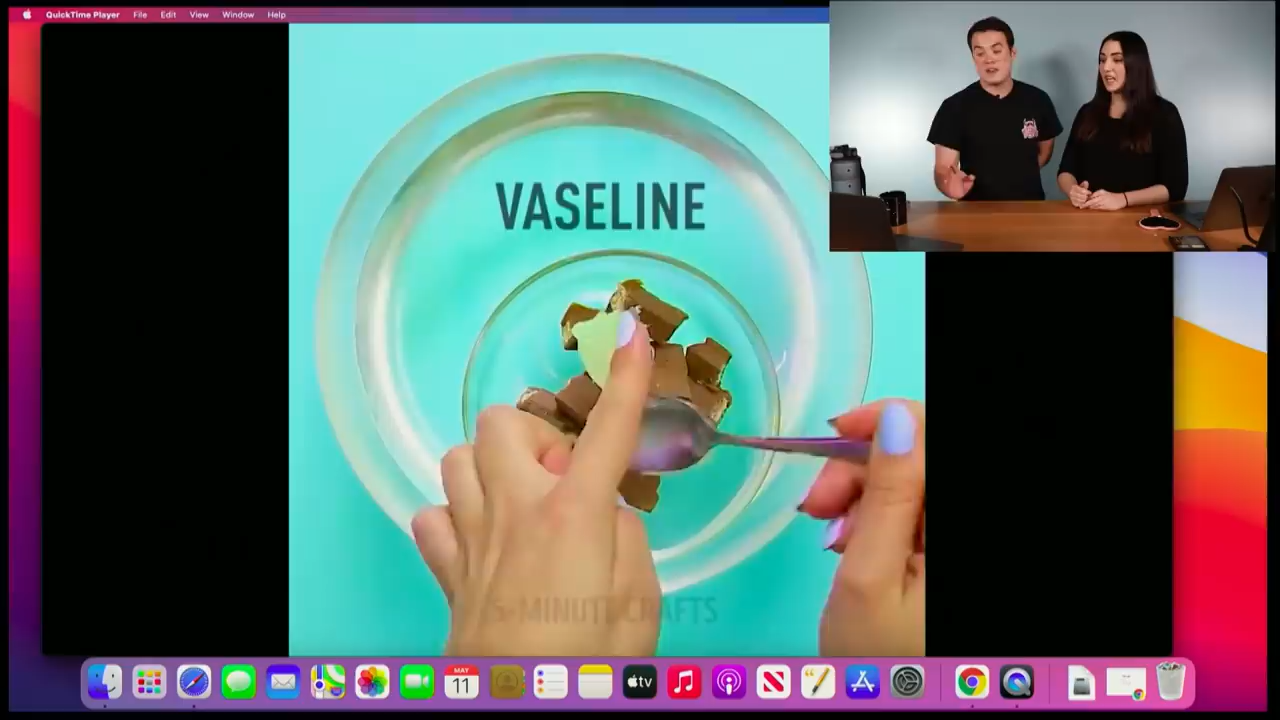 QuickTime Player File Edit View Window Help
VASELINE
5-MINUTE CRAFTS
MAY
11
tv